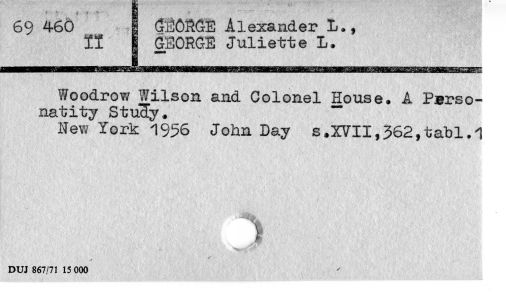 69 460
II
GEORGE Alexander L.,
GEORGE Juliette L.
Woodrow Wilson and Colonel House. A Perso-
natity Study.
New York 1956 John Day s.XVII,362,tabl.1
DUJ 867/71 15 000